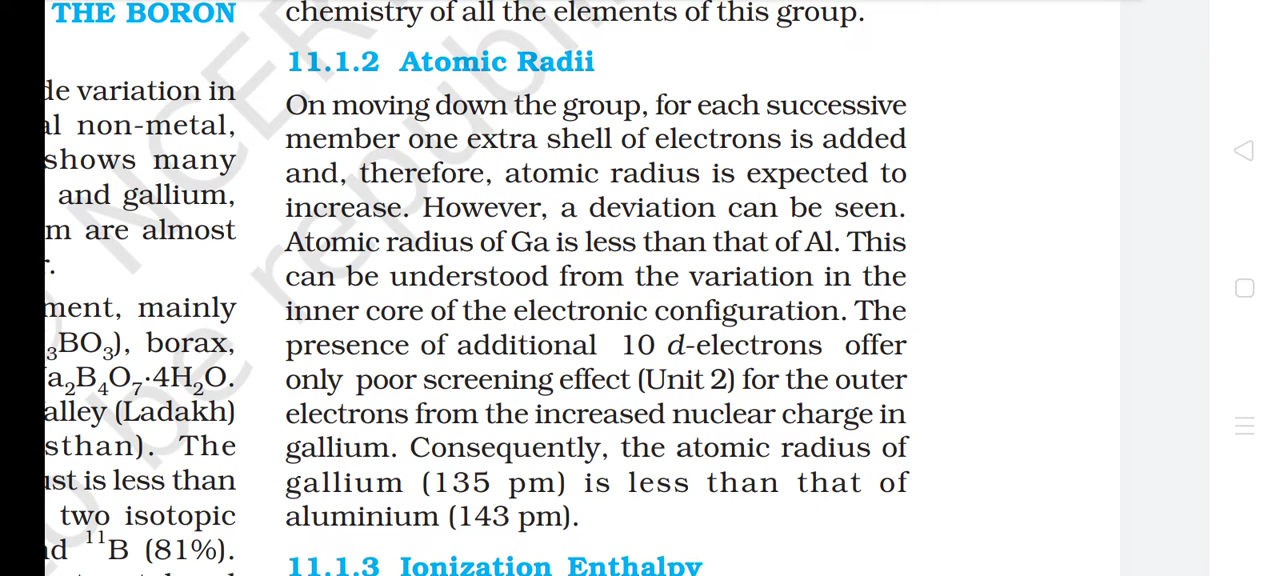 THE BORON
de variation in
al non-metal,
shows many
and gallium,
m are almost
r.
ment, mainly
₃BO₃), borax,
a₂B₄O₇·4H₂O.
alley (Ladakh)
sthan). The
ust is less than
two isotopic
nd ¹¹B (81%).
chemistry of all the elements of this group.
11.1.2 Atomic Radii
On moving down the group, for each successive
member one extra shell of electrons is added
and, therefore, atomic radius is expected to
increase. However, a deviation can be seen.
Atomic radius of Ga is less than that of Al. This
can be understood from the variation in the
inner core of the electronic configuration. The
presence of additional 10 d-electrons offer
only poor screening effect (Unit 2) for the outer
electrons from the increased nuclear charge in
gallium. Consequently, the atomic radius of
gallium (135 pm) is less than that of
aluminium (143 pm).
11.1.3 Ionization Enthalpy
NCER
be republi